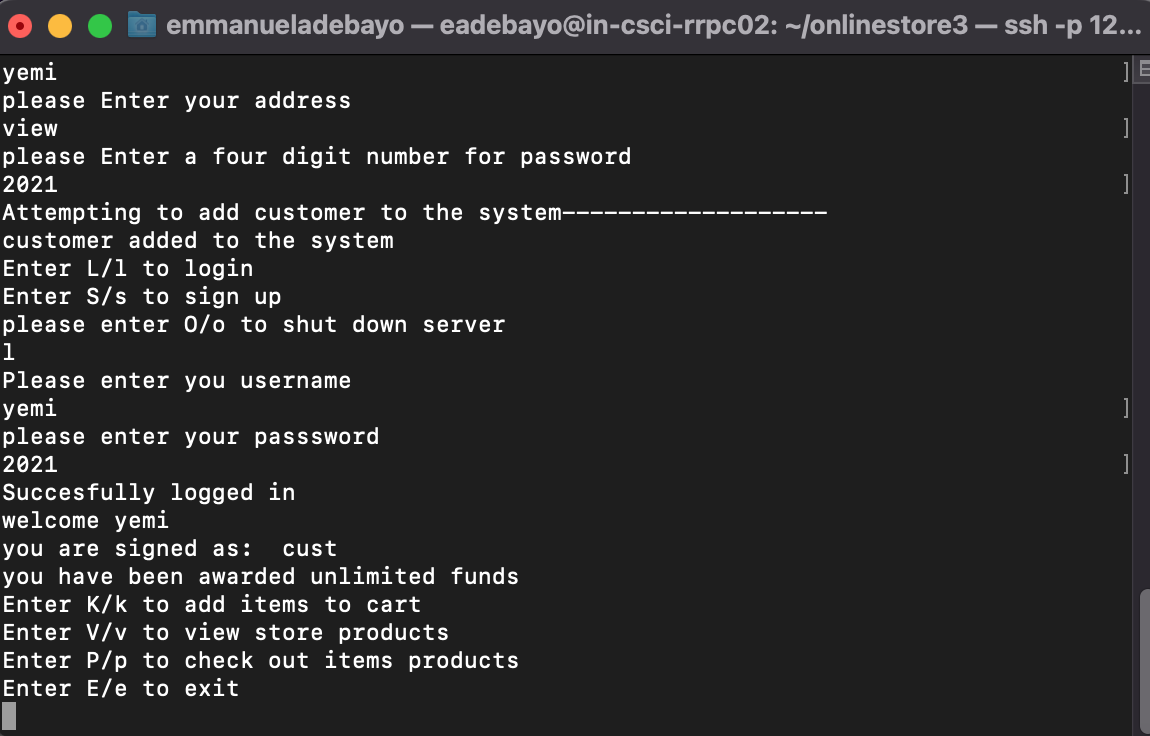 emmanueladebayo — eadebayo@in-csci-rrpc02: ~/onlinestore3 — ssh -p 12...
yemi ]
please Enter your address
view ]
please Enter a four digit number for password
2021 ]
Attempting to add customer to the system-------------------
customer added to the system
Enter L/l to login
Enter S/s to sign up
please enter O/o to shut down server
l
Please enter you username
yemi ]
please enter your passsword
2021 ]
Succesfully logged in
welcome yemi
you are signed as:  cust
you have been awarded unlimited funds
Enter K/k to add items to cart
Enter V/v to view store products
Enter P/p to check out items products
Enter E/e to exit